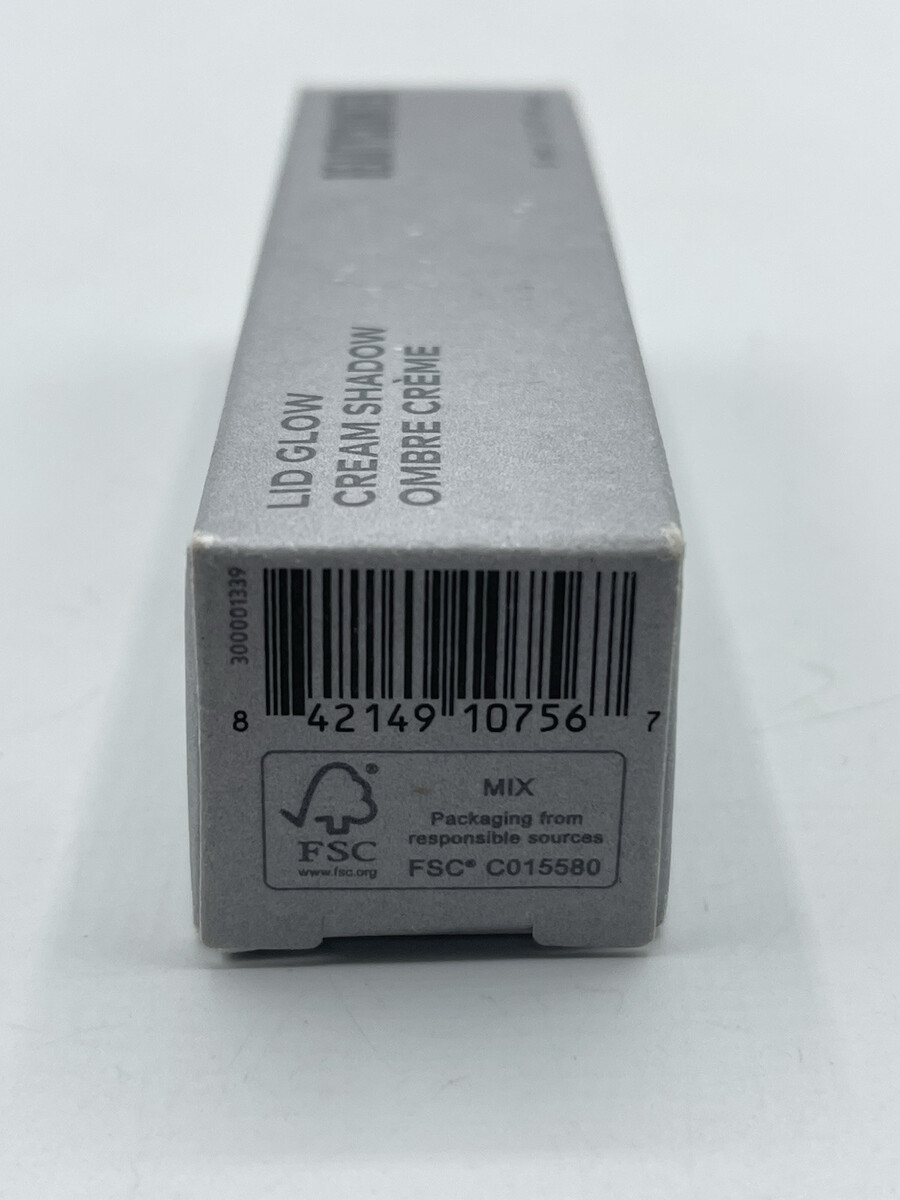 LID GLOW
CREAM SHADOW
OMBRE CRÈME
300001339
8 42149 10756 7
FSC®
www.fsc.org
MIX
Packaging from
responsible sources
FSC® C015580